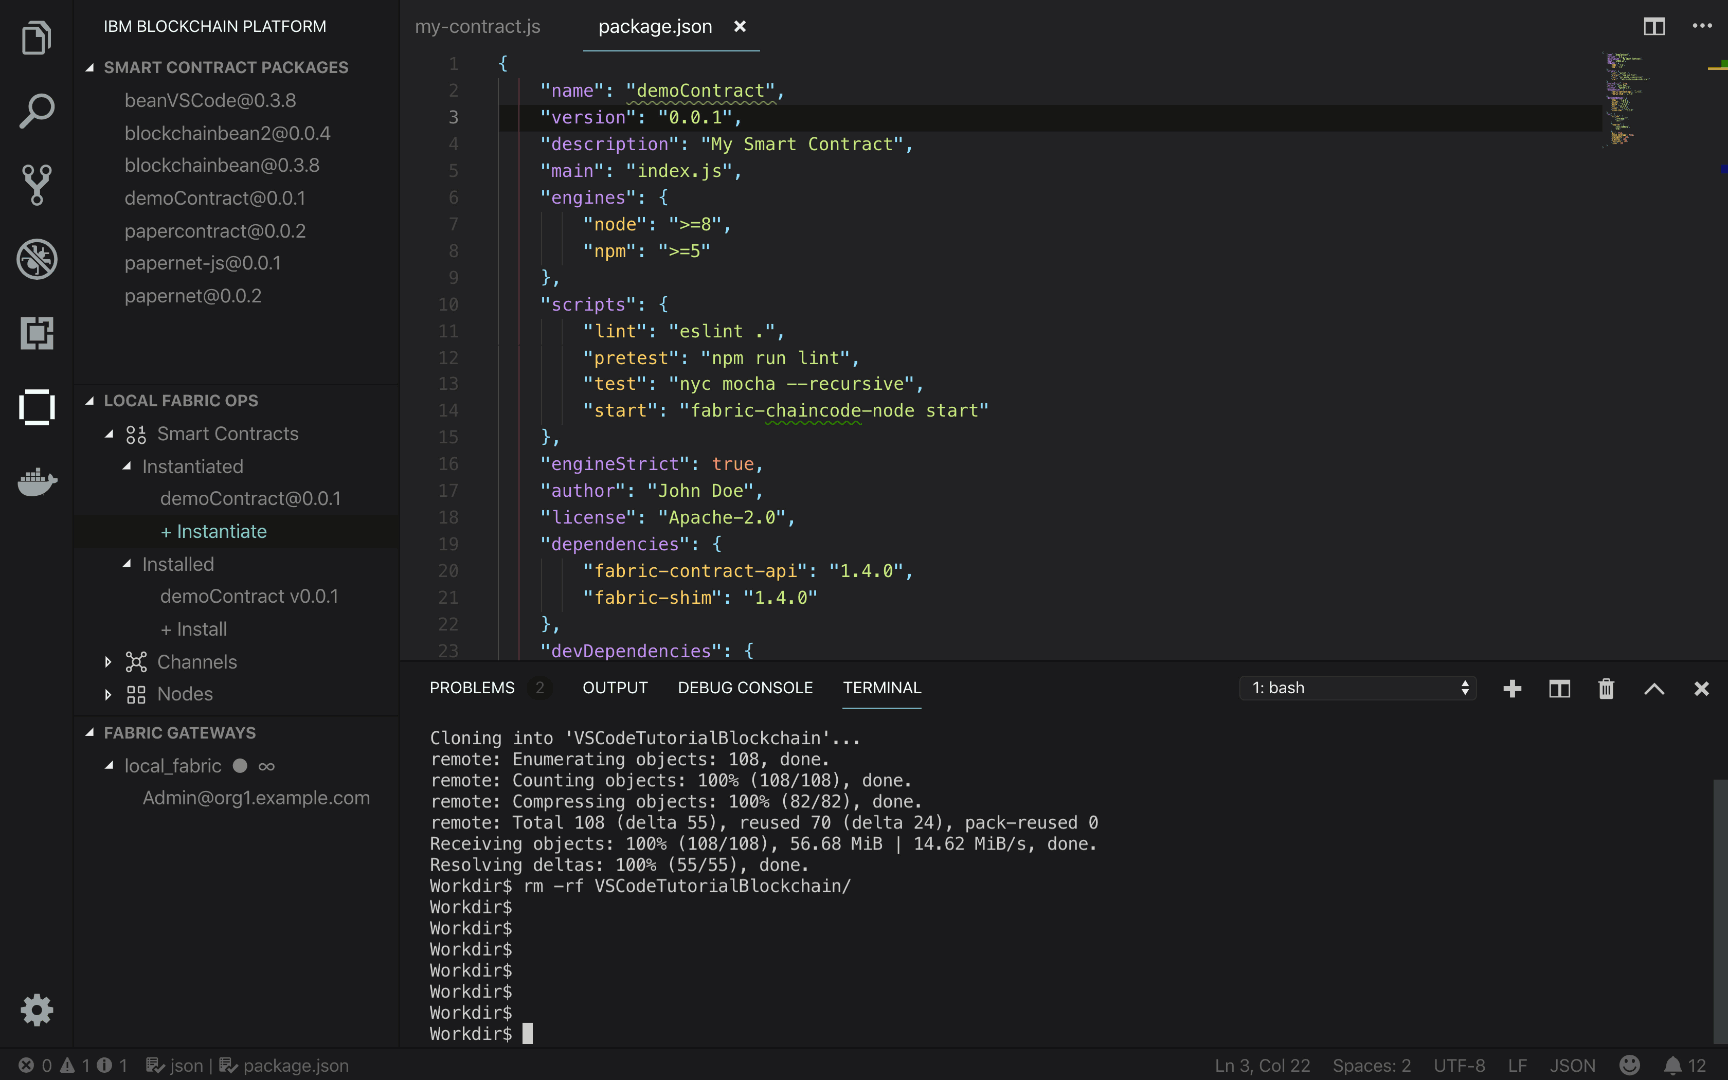 IBM BLOCKCHAIN PLATFORM
SMART CONTRACT PACKAGES
beanVSCode@0.3.8
blockchainbean2@0.0.4
blockchainbean@0.3.8
demoContract@0.0.1
papercontract@0.0.2
papernet-js@0.0.1
papernet@0.0.2
LOCAL FABRIC OPS
Smart Contracts
Instantiated
demoContract@0.0.1
+ Instantiate
Installed
demoContract v0.0.1
+ Install
Channels
Nodes
FABRIC GATEWAYS
local_fabric ∞
Admin@org1.example.com
my-contract.js package.json
1 {
2 "name": "demoContract",
3 "version": "0.0.1",
4 "description": "My Smart Contract",
5 "main": "index.js",
6 "engines": {
7 "node": ">=8",
8 "npm": ">=5"
9 },
10 "scripts": {
11 "lint": "eslint .",
12 "pretest": "npm run lint",
13 "test": "nyc mocha --recursive",
14 "start": "fabric-chaincode-node start"
15 },
16 "engineStrict": true,
17 "author": "John Doe",
18 "license": "Apache-2.0",
19 "dependencies": {
20 "fabric-contract-api": "1.4.0",
21 "fabric-shim": "1.4.0"
22 },
23 "devDependencies": {
PROBLEMS 2 OUTPUT DEBUG CONSOLE TERMINAL 1: bash
Cloning into 'VSCodeTutorialBlockchain'...
remote: Enumerating objects: 108, done.
remote: Counting objects: 100% (108/108), done.
remote: Compressing objects: 100% (82/82), done.
remote: Total 108 (delta 55), reused 70 (delta 24), pack-reused 0
Receiving objects: 100% (108/108), 56.68 MiB | 14.62 MiB/s, done.
Resolving deltas: 100% (55/55), done.
Workdir$ rm -rf VSCodeTutorialBlockchain/
Workdir$
Workdir$
Workdir$
Workdir$
Workdir$
Workdir$
Workdir$
0 1 1 json | package.json Ln 3, Col 22 Spaces: 2 UTF-8 LF JSON 12